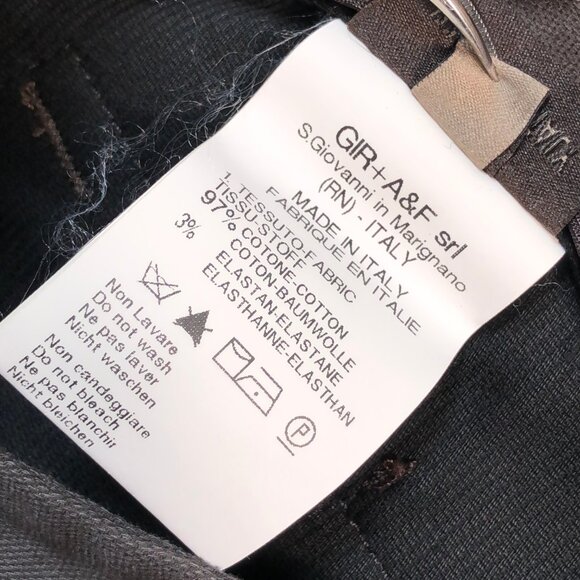 GIR+A&F srl
S.Giovanni in Marignano
(RN) - ITALY
MADE IN ITALY
FABRIQUE EN ITALIE
1. TESSUTO-FABRIC
TISSU STOFF
97% COTONE-COTTON
COTON-BAUMWOLLE
3% ELASTAN-ELASTANE
ELASTHANNE-ELASTHAN
P
Non Lavare
Do not wash
Ne pas laver
Nicht waschen
Non candeggiare
Do not bleach
Ne pas blanchir
Nicht bleichen